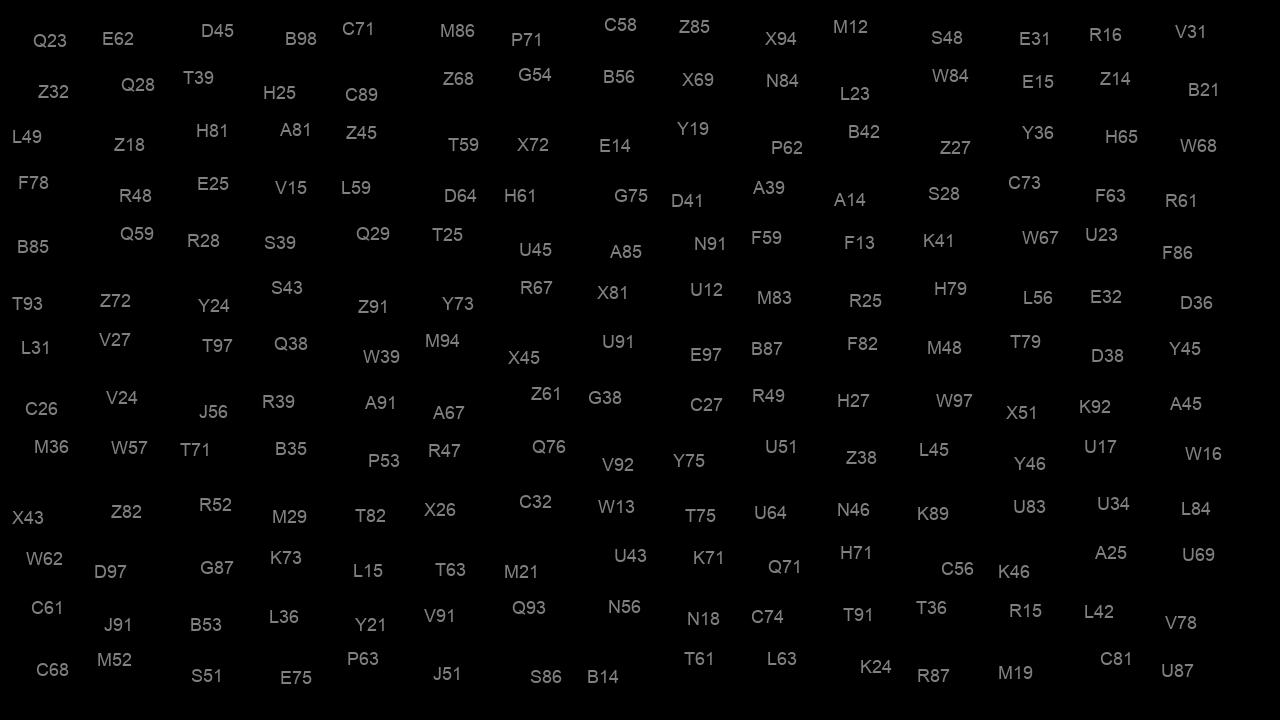 Q23 E62 D45 B98 C71 M86 P71 C58 Z85 X94 M12 S48 E31 R16 V31
Z32 Q28 T39 H25 C89 Z68 G54 B56 X69 N84 L23 W84 E15 Z14 B21
L49 Z18 H81 A81 Z45 T59 X72 E14 Y19 P62 B42 Z27 Y36 H65 W68
F78 R48 E25 V15 L59 D64 H61 G75 D41 A39 A14 S28 C73 F63 R61
B85 Q59 R28 S39 Q29 T25 U45 A85 N91 F59 F13 K41 W67 U23 F86
T93 Z72 Y24 S43 Z91 Y73 R67 X81 U12 M83 R25 H79 L56 E32 D36
L31 V27 T97 Q38 W39 M94 X45 U91 E97 B87 F82 M48 T79 D38 Y45
C26 V24 J56 R39 A91 A67 Z61 G38 C27 R49 H27 W97 X51 K92 A45
M36 W57 T71 B35 P53 R47 Q76 V92 Y75 U51 Z38 L45 Y46 U17 W16
X43 Z82 R52 M29 T82 X26 C32 W13 T75 U64 N46 K89 U83 U34 L84
W62 D97 G87 K73 L15 T63 M21 U43 K71 Q71 H71 C56 K46 A25 U69
C61 J91 B53 L36 Y21 V91 Q93 N56 N18 C74 T91 T36 R15 L42 V78
C68 M52 S51 E75 P63 J51 S86 B14 T61 L63 K24 R87 M19 C81 U87